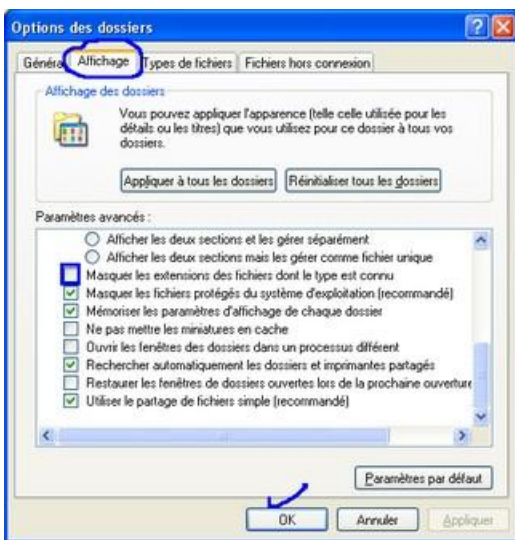 Options des dossiers
Généra Affichage Types de fichiers Fichiers hors connexion
Affichage des dossiers
Vous pouvez appliquer l'apparence (telle celle utilisée pour les
détails ou les titres) que vous utilisez pour ce dossier à tous vos
dossiers.
Appliquer à tous les dossiers Réinitialiser tous les dossiers
Paramètres avancés :
Afficher les deux sections et les gérer séparément
Afficher les deux sections mais les gérer comme fichier unique
Masquer les extensions des fichiers dont le type est connu
Masquer les fichiers protégés du système d'exploitation (recommandé)
Mémoriser les paramètres d'affichage de chaque dossier
Ne pas mettre les miniatures en cache
Ouvrir les fenêtres des dossiers dans un processus différent
Rechercher automatiquement les dossiers et imprimantes partagés
Restaurer les fenêtres de dossiers ouvertes lors de la prochaine ouverture
Utiliser le partage de fichiers simple (recommandé)
Paramètres par défaut
OK Annuler Appliquer